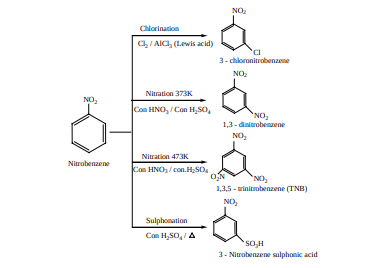 Chlorination
NO₂
Cl₂ / AlCl₃ (Lewis acid)
Cl
3 - chloronitrobenzene
NO₂
Nitration 373K
Con HNO₃ / Con H₂SO₄
NO₂
1,3 - dinitrobenzene
NO₂
Nitrobenzene
NO₂
Nitration 473K
Con HNO₃ / con.H₂SO₄
O₂N
NO₂
1,3,5 - trinitrobenzene (TNB)
NO₂
Sulphonation
Con H₂SO₄ / Δ
SO₃H
3 - Nitrobenzene sulphonic acid